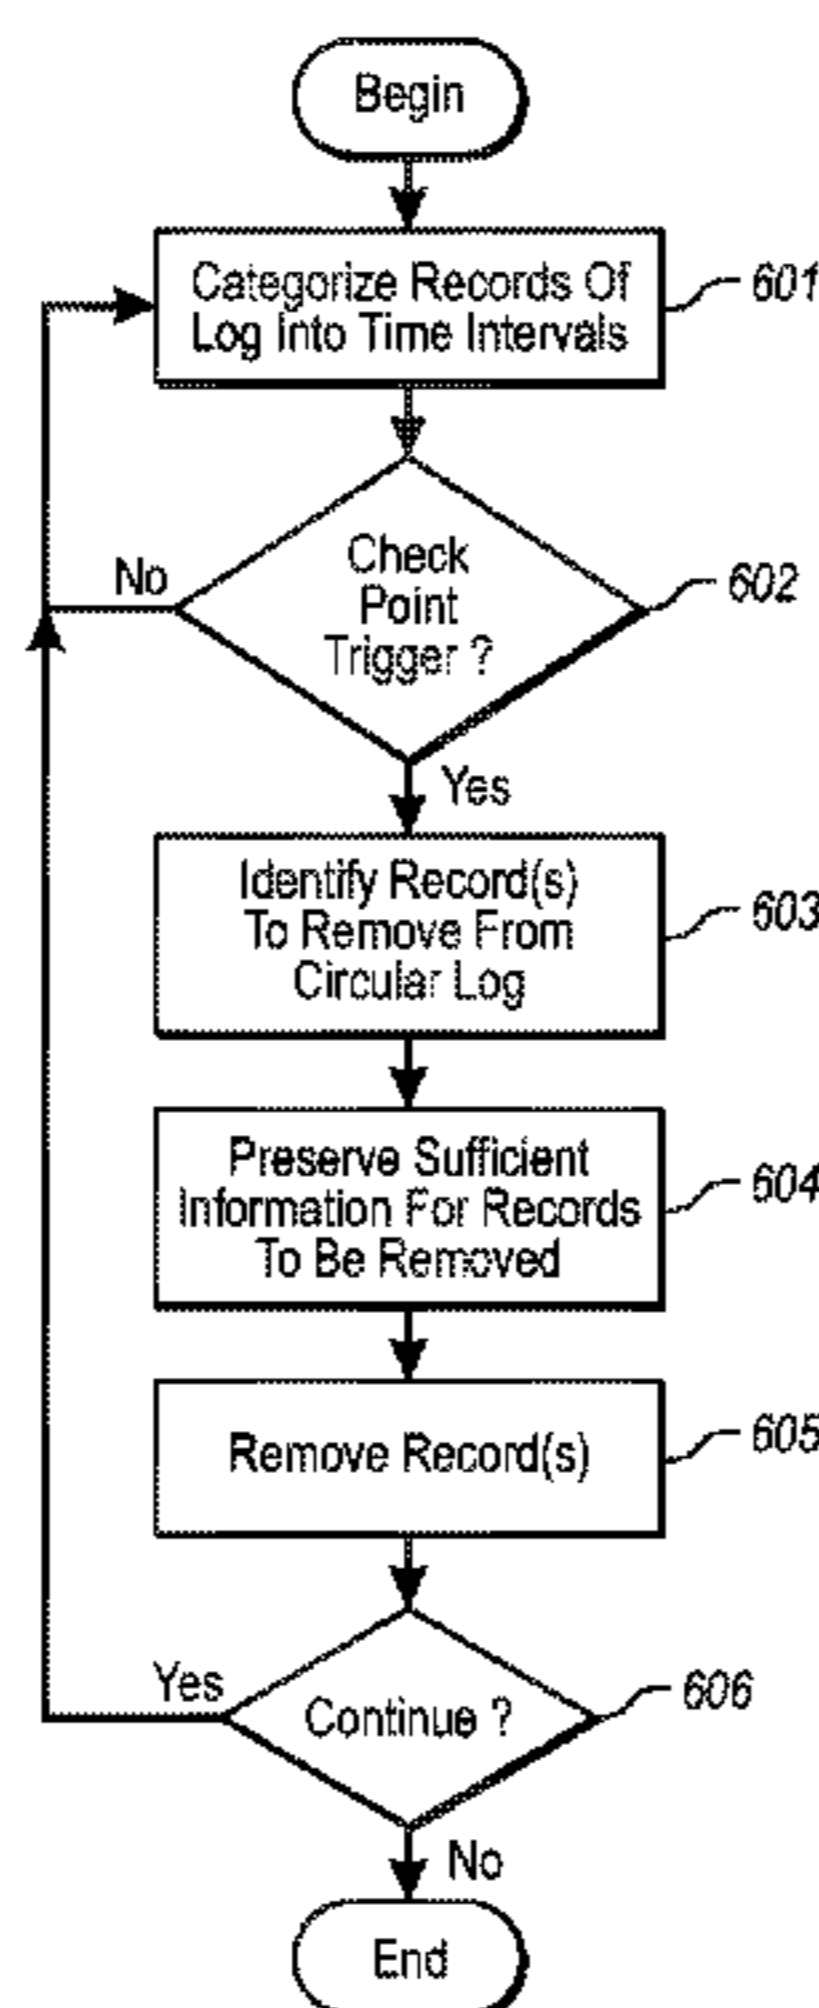 Begin
Categorize Records Of
Log Into Time Intervals
601
Check
Point
Trigger ?
602
No
Yes
Identify Record(s)
To Remove From
Circular Log
603
Preserve Sufficient
Information For Records
To Be Removed
604
Remove Record(s)
605
Continue ?
606
Yes
No
End